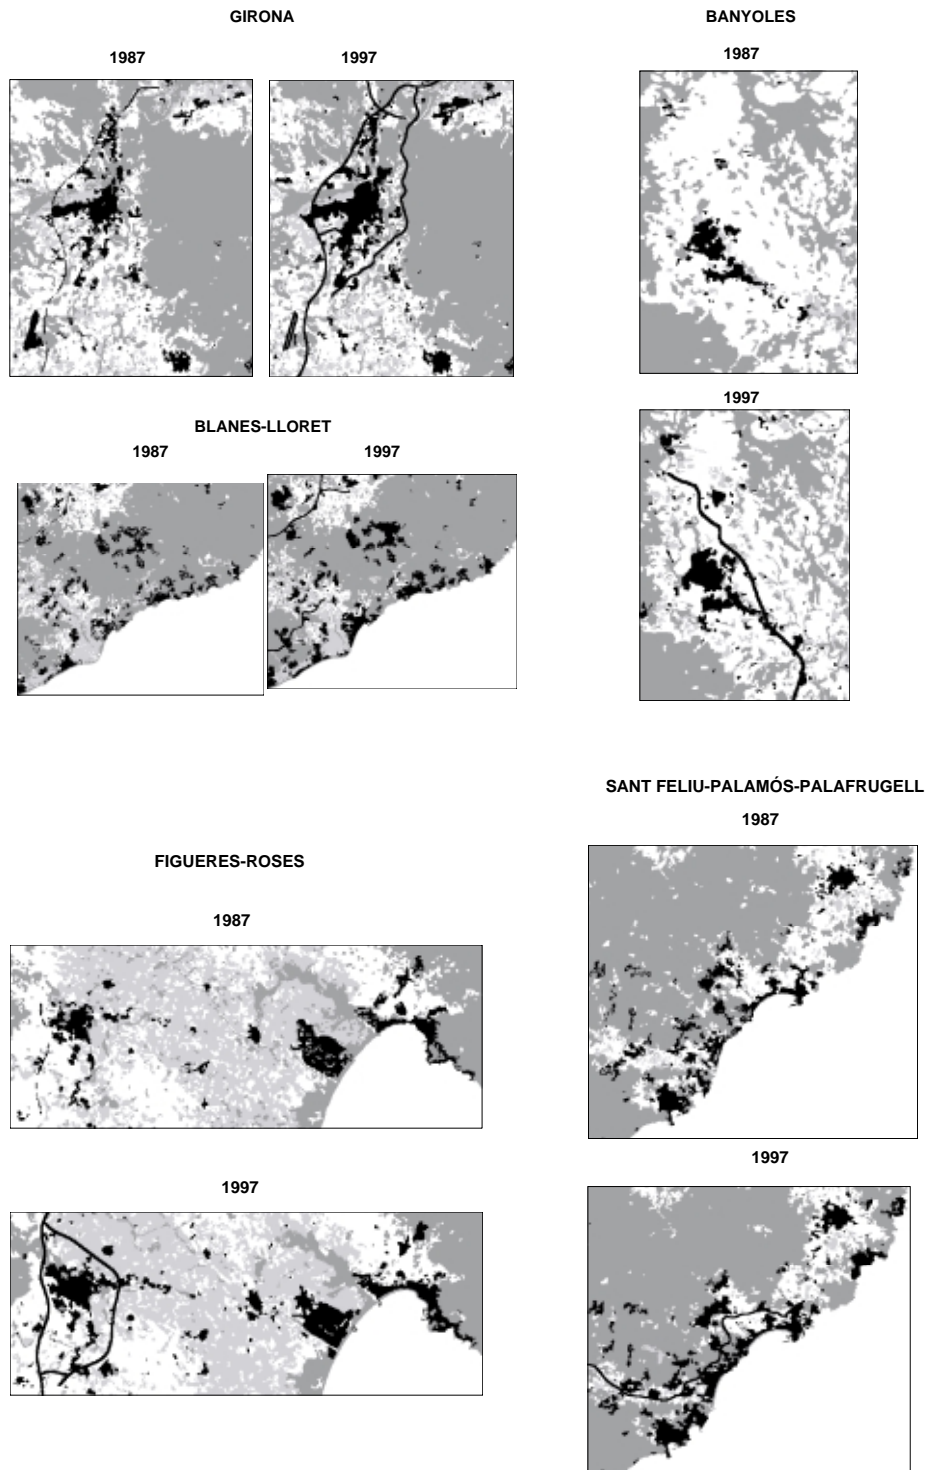 GIRONA
1987
1997
BANYOLES
1987
1997
BLANES-LLORET
1987
1997
FIGUERES-ROSES
1987
1997
SANT FELIU-PALAMÓS-PALAFRUGELL
1987
1997